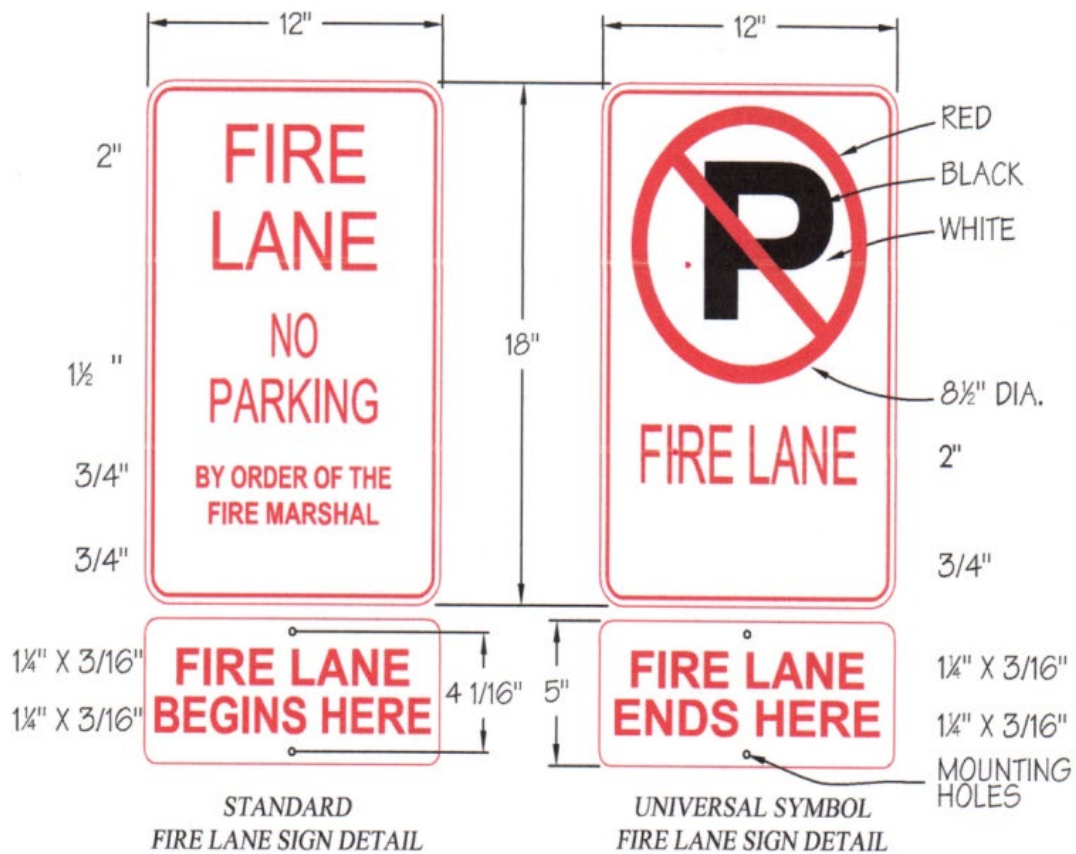 12"
12"
FIRE
LANE
NO
PARKING
BY ORDER OF THE
FIRE MARSHAL
2"
1½ "
3/4"
3/4"
18"
P
RED
BLACK
WHITE
8½" DIA.
FIRE LANE
2"
3/4"
FIRE LANE
BEGINS HERE
1¼" X 3/16"
1¼" X 3/16"
4 1/16"
5"
FIRE LANE
ENDS HERE
1¼" X 3/16"
1¼" X 3/16"
MOUNTING
HOLES
STANDARD
FIRE LANE SIGN DETAIL
UNIVERSAL SYMBOL
FIRE LANE SIGN DETAIL